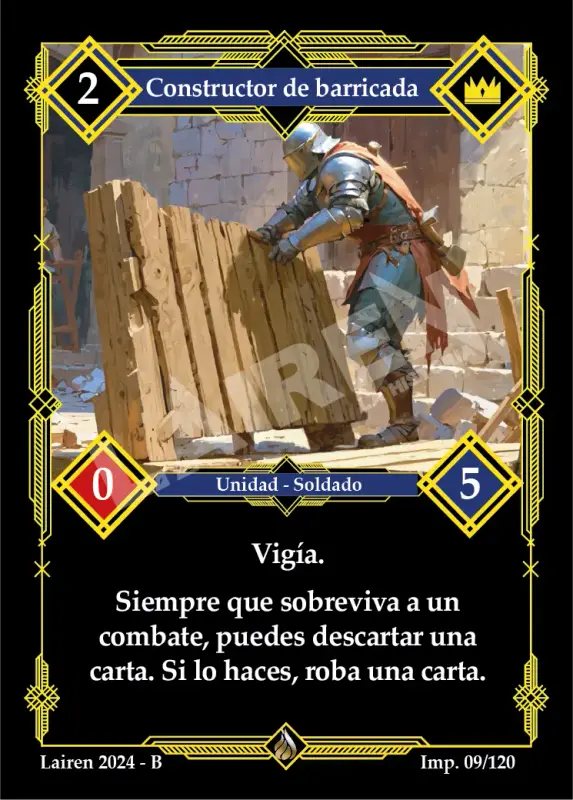 2
Constructor de barricada
LAIREN
0
Unidad - Soldado
5
Vigía.
Siempre que sobreviva a un
combate, puedes descartar una
carta. Si lo haces, roba una carta.
Lairen 2024 - B
Imp. 09/120